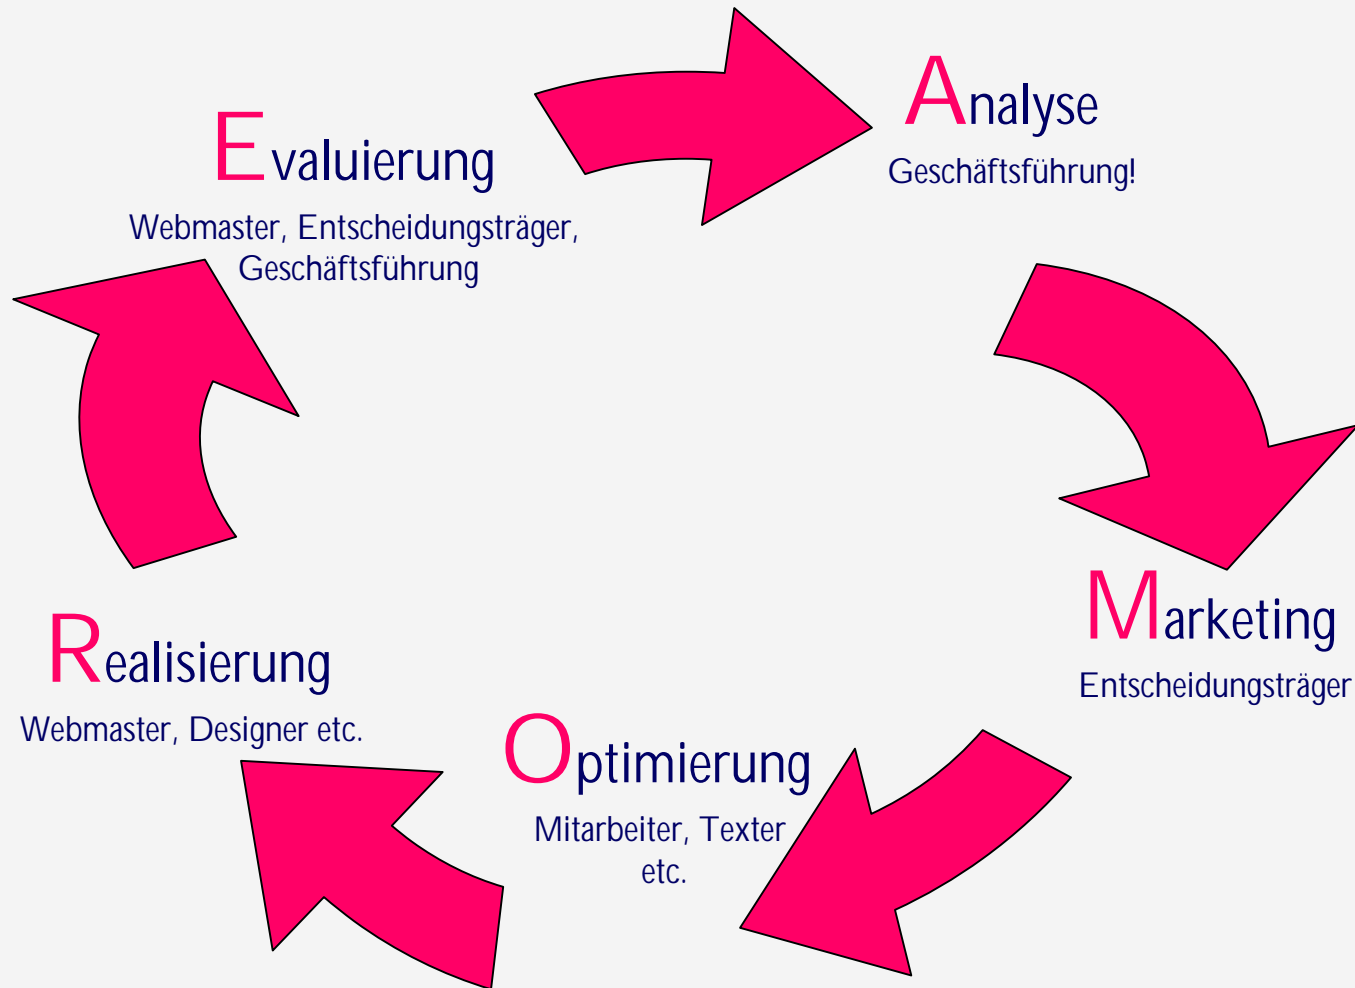 Analyse
Geschäftsführung!
Marketing
Entscheidungsträger
Optimierung
Mitarbeiter, Texter
etc.
Realisierung
Webmaster, Designer etc.
Evaluierung
Webmaster, Entscheidungsträger,
Geschäftsführung